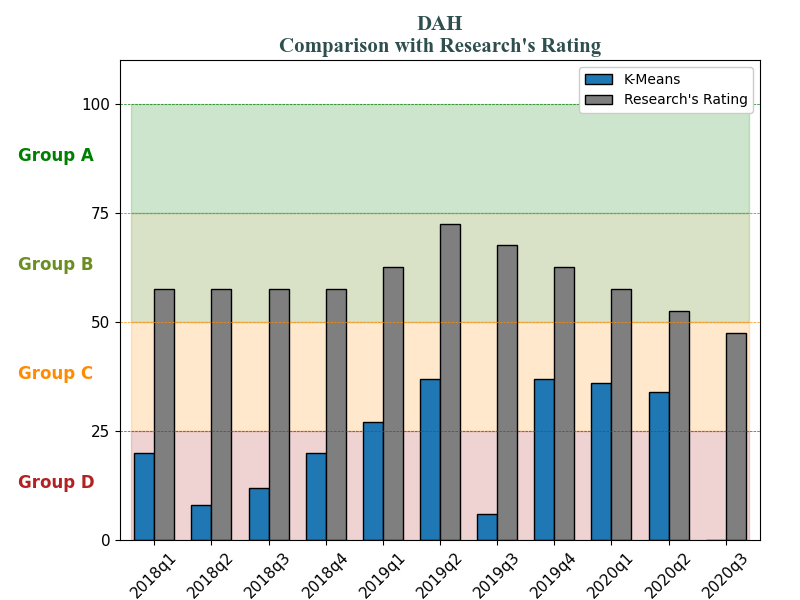 DAH
Comparison with Research's Rating
K-Means
Research's Rating
100
Group A
75
Group B
50
Group C
25
Group D
0
2018q1
2018q2
2018q3
2018q4
2019q1
2019q2
2019q3
2019q4
2020q1
2020q2
2020q3